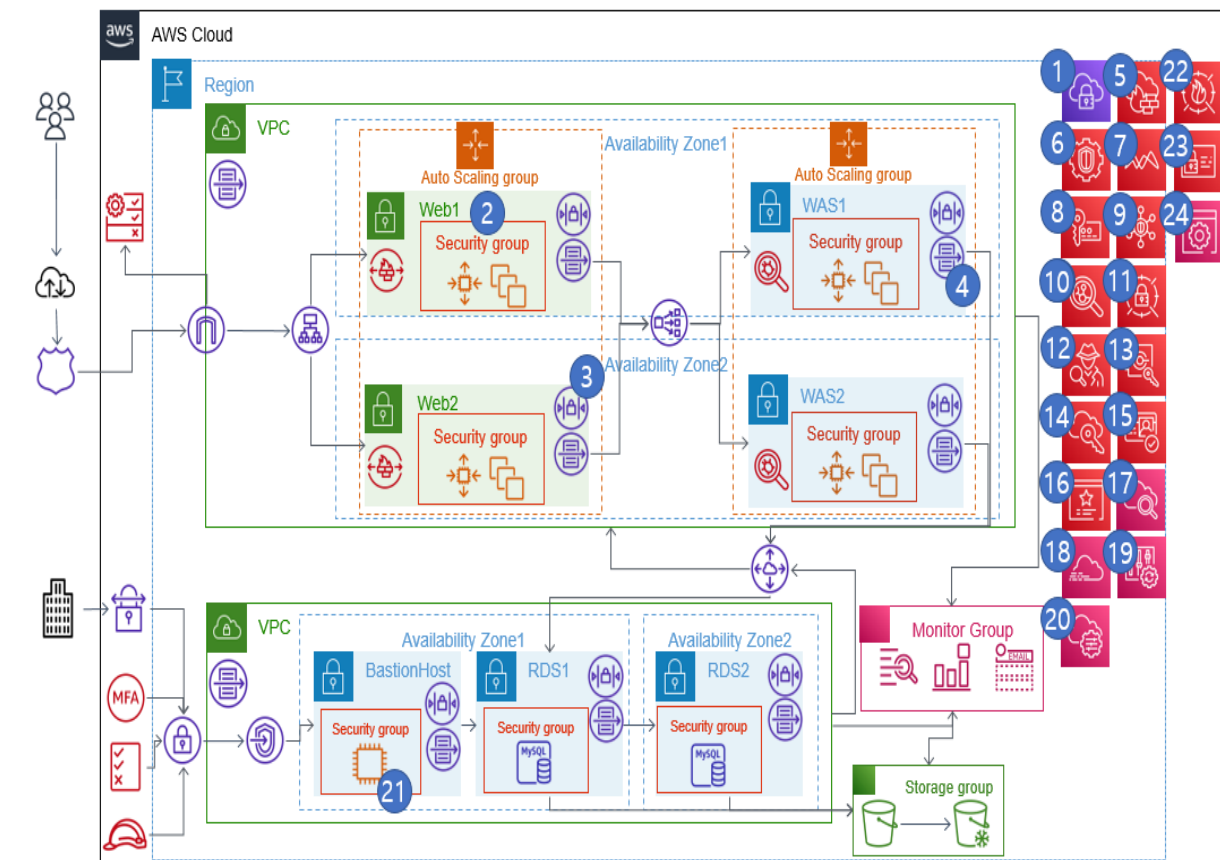 aws
AWS Cloud
Region
VPC
Availability Zone1
Auto Scaling group
Auto Scaling group
Web1
2
Security group
WAS1
Security group
4
Availability Zone2
3
Web2
Security group
WAS2
Security group
1
5
22
6
7
23
8
9
24
10
11
12
13
14
15
16
17
18
19
20
VPC
Availability Zone1
Availability Zone2
BastionHost
Security group
21
RDS1
Security group
MySQL
RDS2
Security group
MySQL
MFA
Monitor Group
EMAIL
Storage group